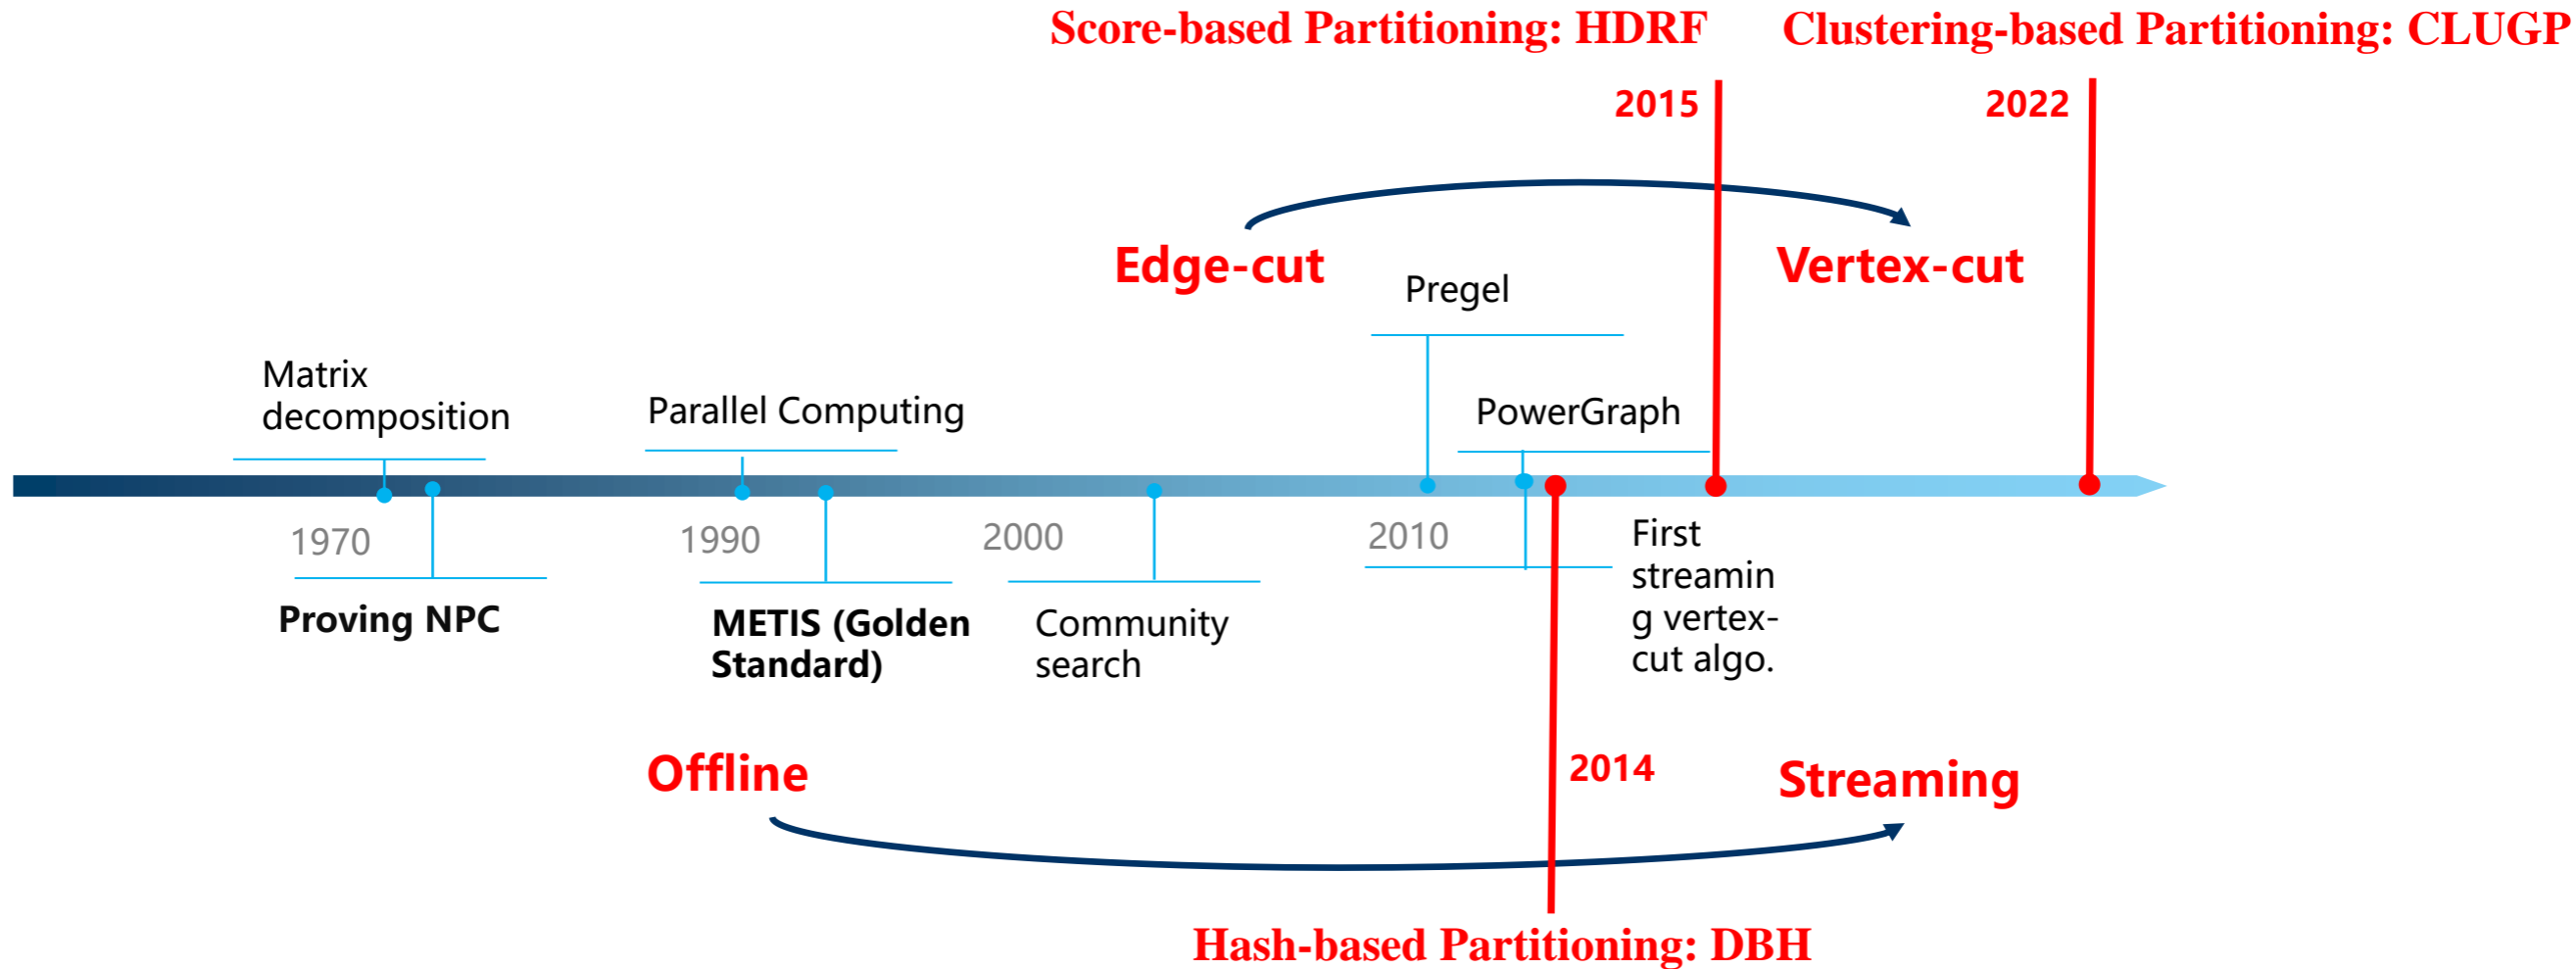 Score-based Partitioning: HDRF
Clustering-based Partitioning: CLUGP
2015
2022
Edge-cut
Vertex-cut
Pregel
Matrix
decomposition
Parallel Computing
PowerGraph
1970
1990
2000
2010
First
streamin
g vertex-
cut algo.
Proving NPC
METIS (Golden
Standard)
Community
search
Offline
2014
Streaming
Hash-based Partitioning: DBH